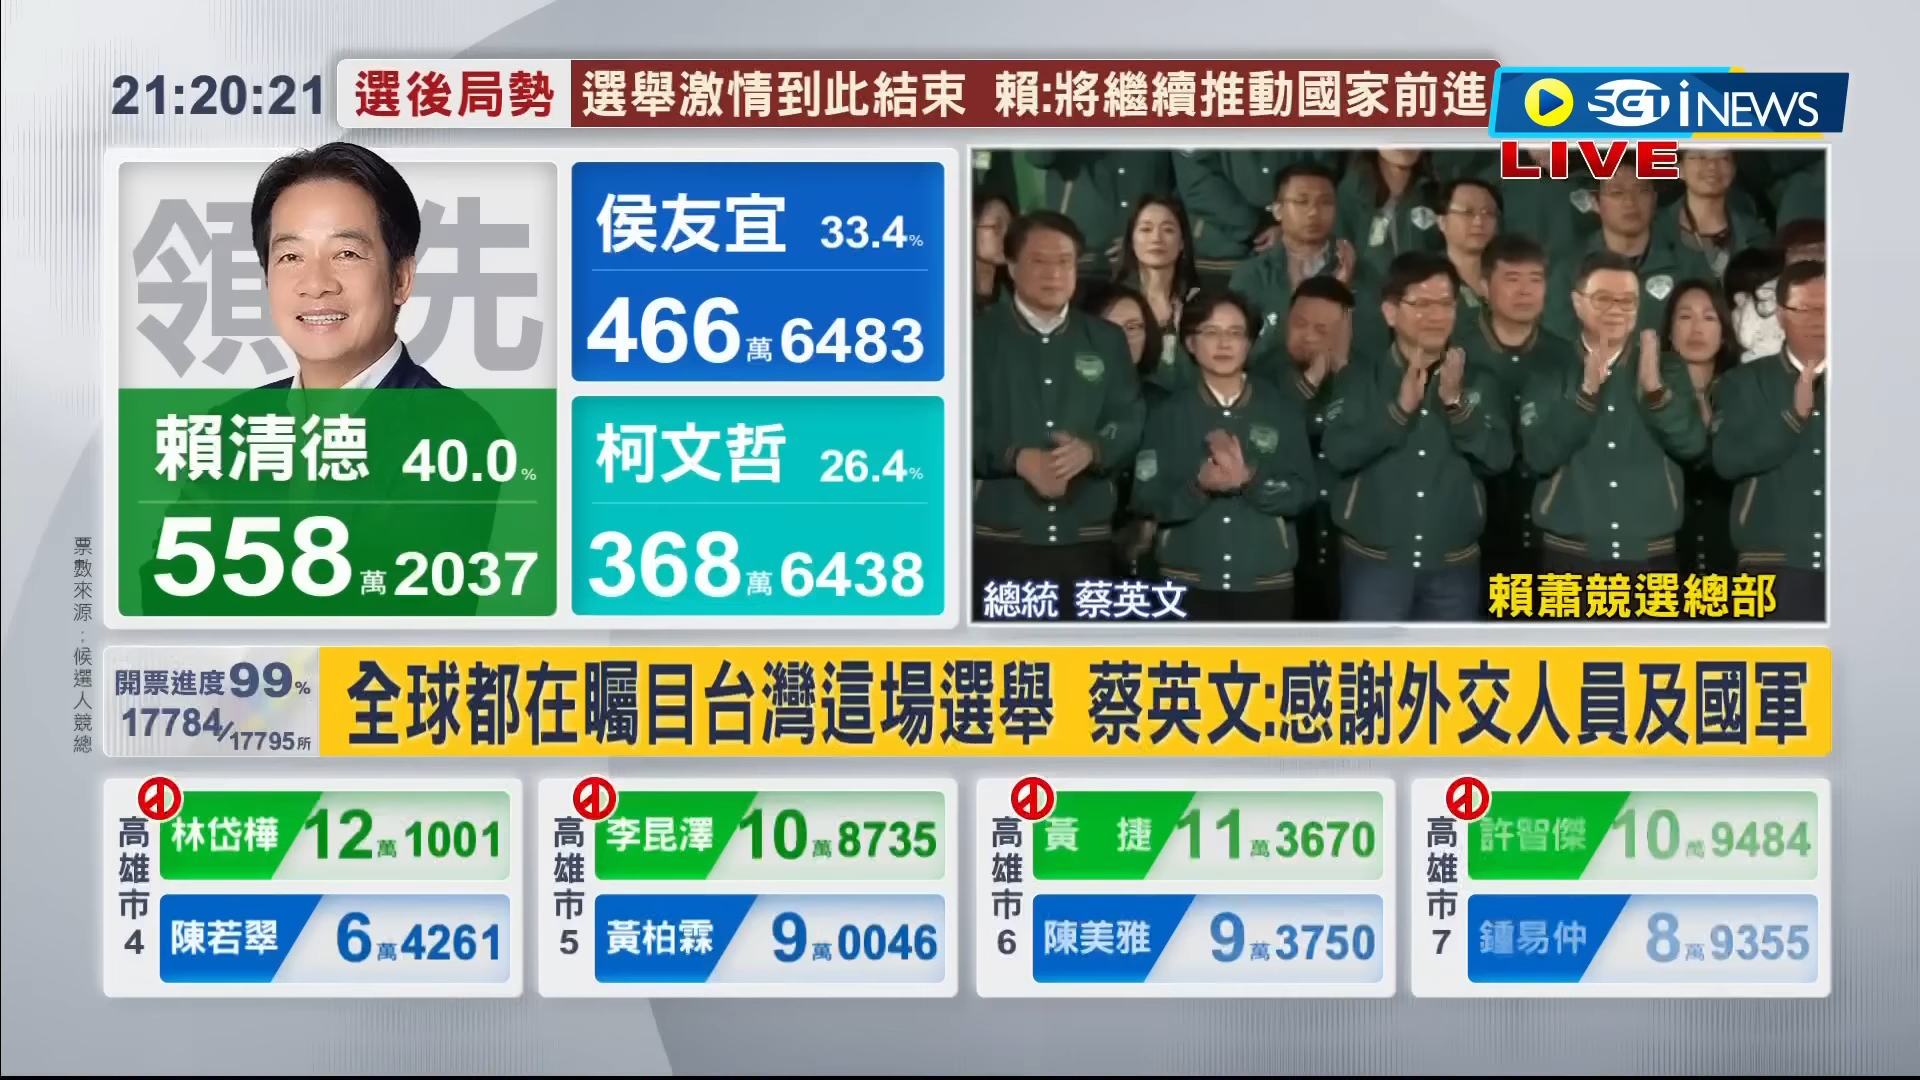 21:20:21
選後局勢
選舉激情到此結束 賴:將繼續推動國家前進
SETiNEWS
LIVE
領先
賴清德 40.0%
558萬2037
侯友宜 33.4%
466萬6483
柯文哲 26.4%
368萬6438
總統 蔡英文
賴蕭競選總部
票數來源:候選人競總
開票進度99%
17784/17795所
全球都在矚目台灣這場選舉 蔡英文:感謝外交人員及國軍
高雄市4
林岱樺 12萬1001
陳若翠 6萬4261
高雄市5
李昆澤 10萬8735
黃柏霖 9萬0046
高雄市6
黃捷 11萬3670
陳美雅 9萬3750
高雄市7
許智傑 10萬9484
鍾易仲 8萬9355